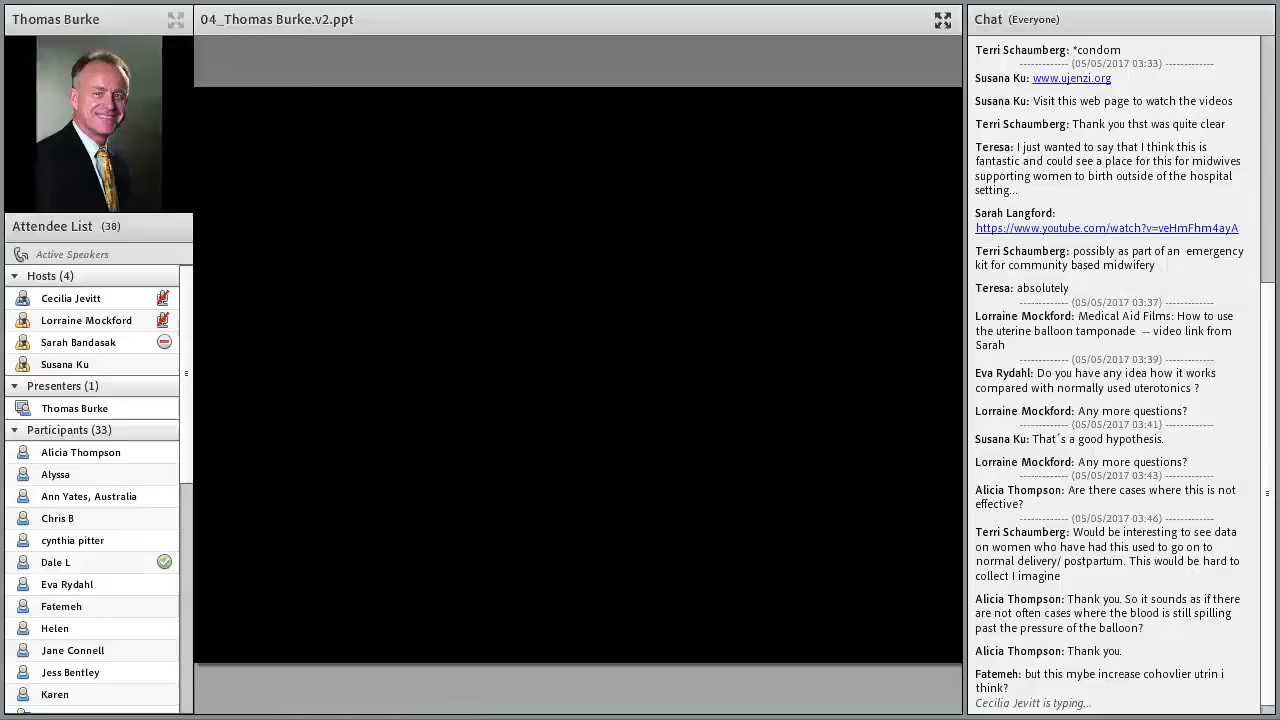 Thomas Burke
04_Thomas Burke.v2.ppt
Attendee List (38)
Active Speakers
Hosts (4)
Cecilia Jevitt
Lorraine Mockford
Sarah Bandasak
Susana Ku
Presenters (1)
Thomas Burke
Participants (33)
Alicia Thompson
Alyssa
Ann Yates, Australia
Chris B
cynthia pitter
Dale L
Eva Rydahl
Fatemeh
Helen
Jane Connell
Jess Bentley
Karen
Chat (Everyone)
Terri Schaumberg: *condom
------------- (05/05/2017 03:33) -------------
Susana Ku: www.ujenzi.org
Susana Ku: Visit this web page to watch the videos
Terri Schaumberg: Thank you thst was quite clear
Teresa: I just wanted to say that I think this is
fantastic and could see a place for this for midwives
supporting women to birth outside of the hospital
setting...
Sarah Langford:
https://www.youtube.com/watch?v=veHmFhm4ayA
Terri Schaumberg: possibly as part of an emergency
kit for community based midwifery
Teresa: absolutely
------------- (05/05/2017 03:37) -------------
Lorraine Mockford: Medical Aid Films: How to use
the uterine balloon tamponade -- video link from
Sarah
------------- (05/05/2017 03:39) -------------
Eva Rydahl: Do you have any idea how it works
compared with normally used uterotonics ?
Lorraine Mockford: Any more questions?
------------- (05/05/2017 03:41) -------------
Susana Ku: That´s a good hypothesis.
Lorraine Mockford: Any more questions?
------------- (05/05/2017 03:43) -------------
Alicia Thompson: Are there cases where this is not
effective?
------------- (05/05/2017 03:46) -------------
Terri Schaumberg: Would be interesting to see data
on women who have had this used to go on to
normal delivery/ postpartum. This would be hard to
collect I imagine
Alicia Thompson: Thank you. So it sounds as if there
are not often cases where the blood is still spilling
past the pressure of the balloon?
Alicia Thompson: Thank you.
Fatemeh: but this mybe increase cohovlier utrin i
think?
Cecilia Jevitt is typing...